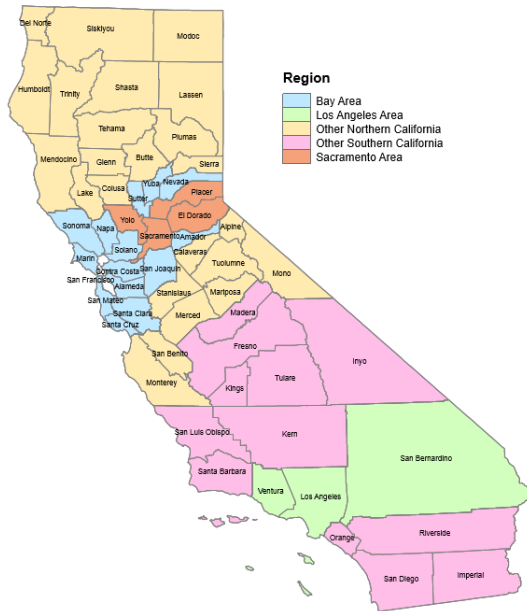 Del Norte
Siskiyou
Modoc
Humboldt
Trinity
Shasta
Lassen
Tehama
Plumas
Mendocino
Glenn
Butte
Sierra
Lake
Colusa
Yuba
Nevada
Sutter
Placer
Sonoma
Napa
Yolo
El Dorado
Sacramento
Amador
Alpine
Solano
Calaveras
Marin
Contra Costa
San Joaquin
Tuolumne
Mono
San Francisco
Alameda
Stanislaus
Mariposa
San Mateo
Santa Clara
Merced
Madera
Santa Cruz
San Benito
Fresno
Inyo
Monterey
Kings
Tulare
San Luis Obispo
Kern
San Bernardino
Santa Barbara
Ventura
Los Angeles
Orange
Riverside
San Diego
Imperial
Region
Bay Area
Los Angeles Area
Other Northern California
Other Southern California
Sacramento Area